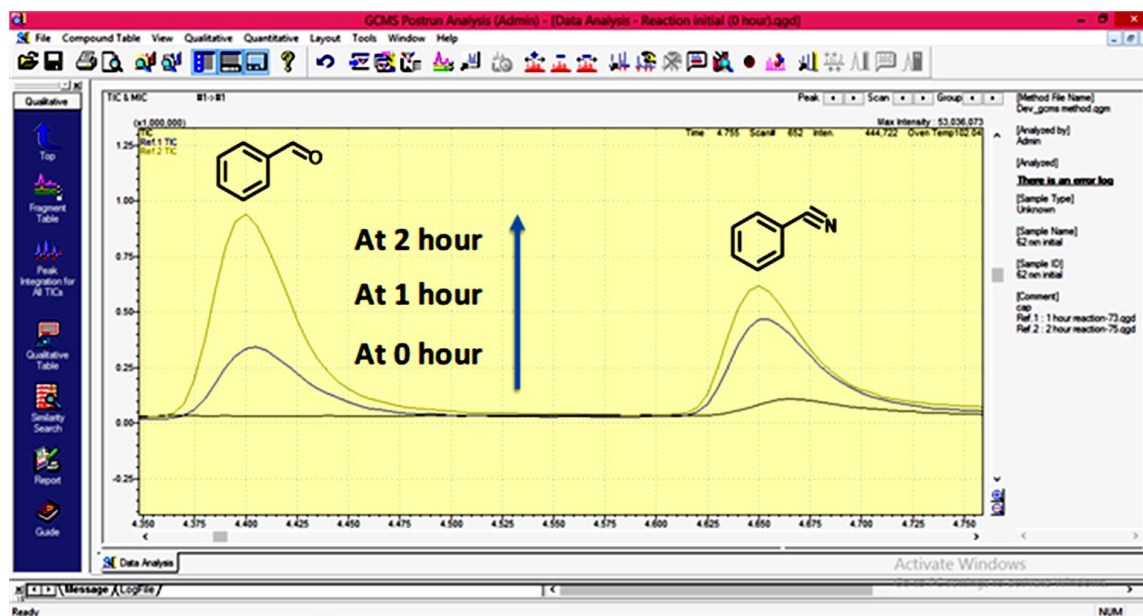 GCMS Postrun Analysis (Admin) - [Data Analysis - Reaction initial (0 hour).qgd]
File Compound Table View Qualitative Quantitative Layout Tools Window Help
Qualitative
Top
Fragment
Table
Peak
Integration for
All TICs
Qualitative
Table
Similarity
Search
Report
Guide
TIC & MIC #1->#1 Peak Scan Group
(x1,000,000) Max Intensity : 53,036,073
TIC Time 4.755 Scan# 652 Inten. 444,722 Oven Temp 102.04
Ref.1 TIC
Ref.2 TIC
1.25
1.00
0.75
0.50
0.25
0.00
-0.25
O
N
At 2 hour
At 1 hour
At 0 hour
4.350 4.375 4.400 4.425 4.450 4.475 4.500 4.525 4.550 4.575 4.600 4.625 4.650 4.675 4.700 4.725 4.750
[Method File Name]
Dev_gcms method.qgm
[Analyzed by]
Admin
[Analyzed]
There is an error log
[Sample Type]
Unknown
[Sample Name]
62 nm initial
[Sample ID]
62 nm initial
[Comment]
cap
Ref.1 : 1 hour reaction-73.qgd
Ref.2 : 2 hour reaction-75.qgd
Data Analysis
Activate Windows
Message LogFile
Ready NUM